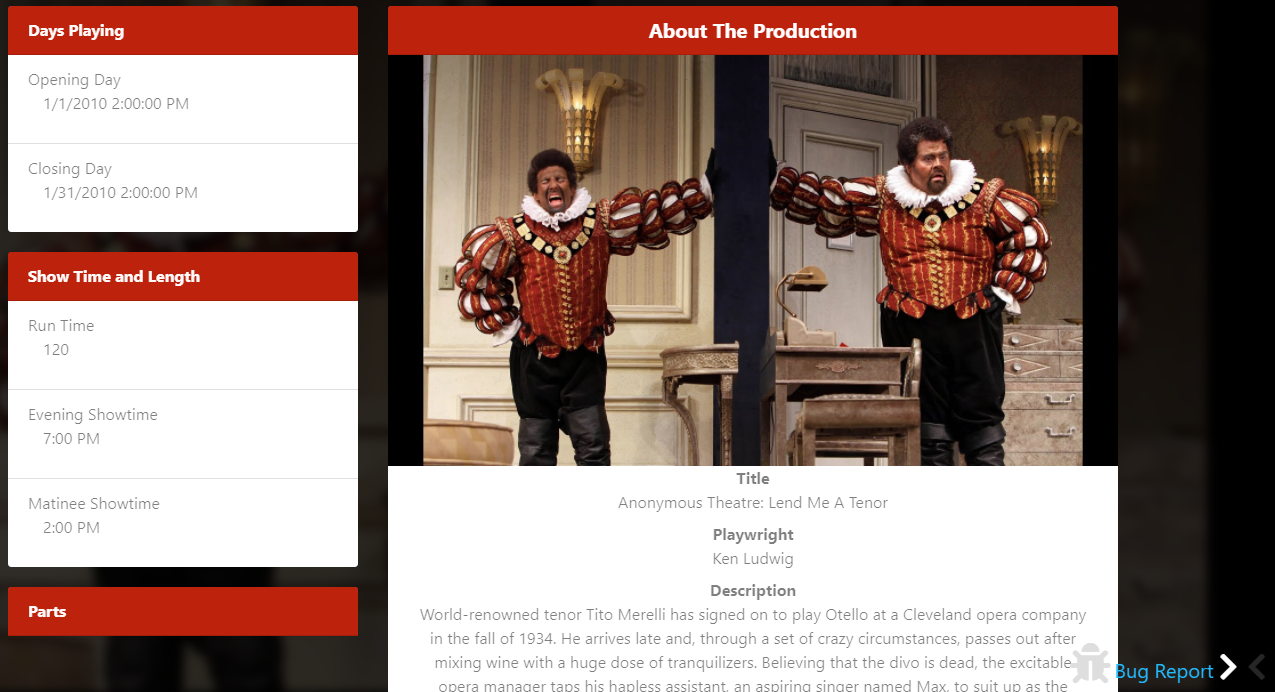 Days Playing
Opening Day
1/1/2010 2:00:00 PM
Closing Day
1/31/2010 2:00:00 PM
Show Time and Length
Run Time
120
Evening Showtime
7:00 PM
Matinee Showtime
2:00 PM
Parts
About The Production
Title
Anonymous Theatre: Lend Me A Tenor
Playwright
Ken Ludwig
Description
World-renowned tenor Tito Merelli has signed on to play Otello at a Cleveland opera company
in the fall of 1934. He arrives late and, through a set of crazy circumstances, passes out after
mixing wine with a huge dose of tranquilizers. Believing that the divo is dead, the excitable
opera manager taps his hapless assistant, an aspiring singer named Max, to suit up as the
Bug Report